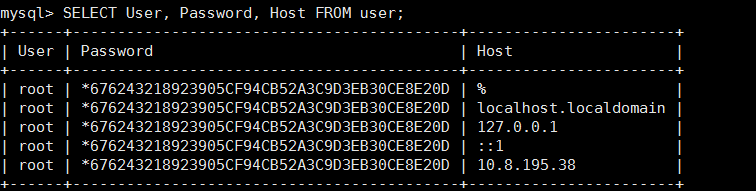 mysql> SELECT User, Password, Host FROM user;
+------+-------------------------------------------+-----------------------+
| User | Password | Host |
+------+-------------------------------------------+-----------------------+
| root | *676243218923905CF94CB52A3C9D3EB30CE8E20D | % |
| root | *676243218923905CF94CB52A3C9D3EB30CE8E20D | localhost.localdomain |
| root | *676243218923905CF94CB52A3C9D3EB30CE8E20D | 127.0.0.1 |
| root | *676243218923905CF94CB52A3C9D3EB30CE8E20D | ::1 |
| root | *676243218923905CF94CB52A3C9D3EB30CE8E20D | 10.8.195.38 |
+------+-------------------------------------------+-----------------------+